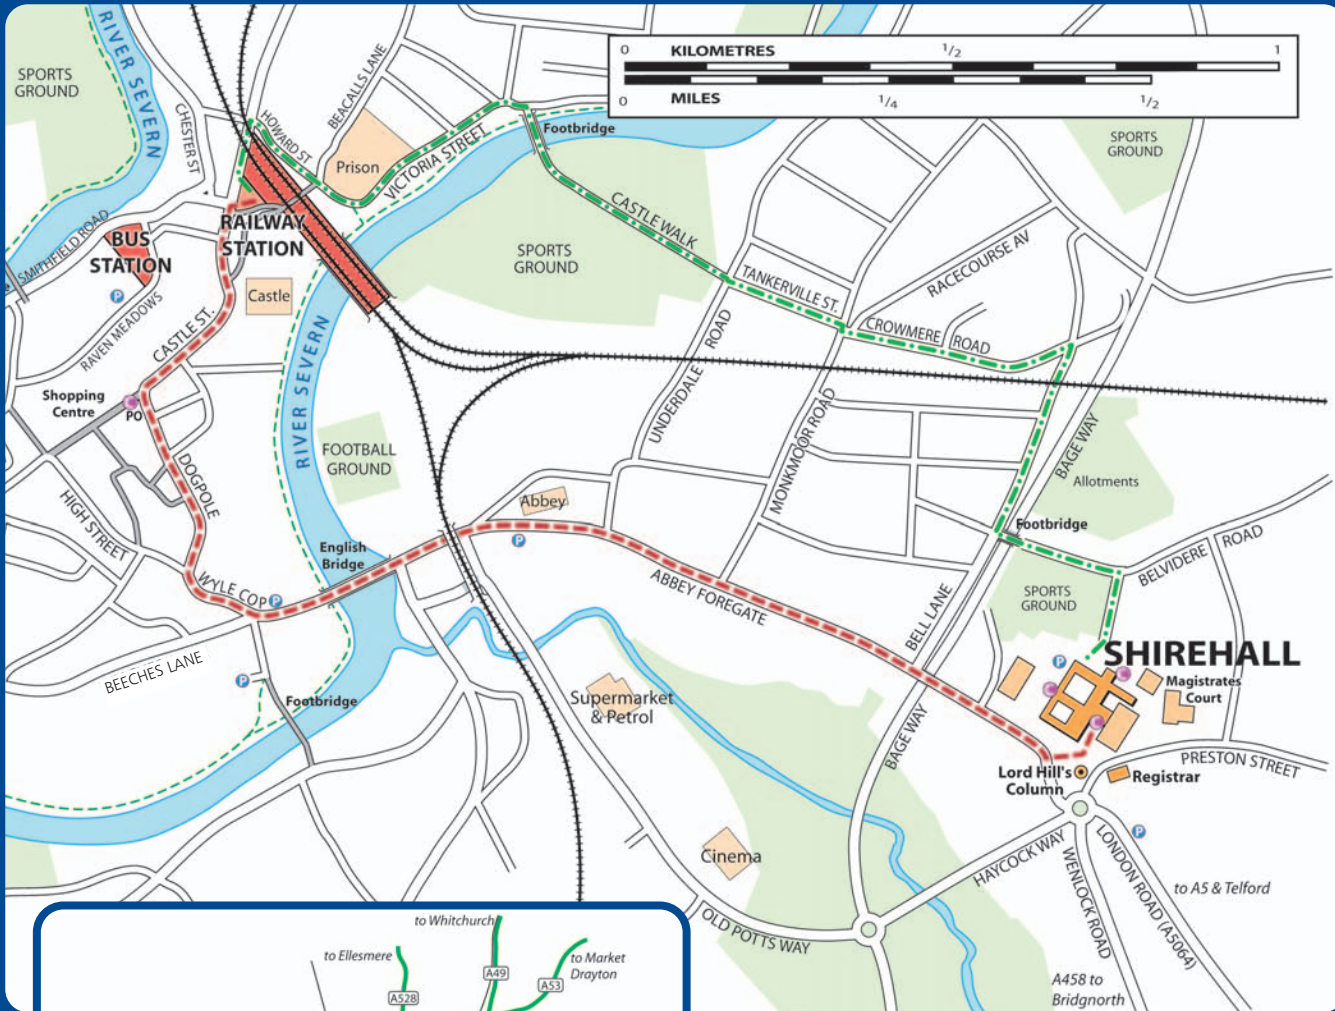 RIVER SEVERN
SPORTS
GROUND
CHESTER ST
HOWARD ST
BEACALLS LANE
Prison
VICTORIA STREET
Footbridge
0 KILOMETRES 1/2 1
0 MILES 1/4 1/2
SPORTS
GROUND
SMITHFIELD ROAD
BUS
STATION
RAILWAY
STATION
P
Castle
RAVEN MEADOWS
CASTLE ST.
SPORTS
GROUND
CASTLE WALK
TANKERVILLE ST.
RACECOURSE AV
CROWMERE ROAD
UNDERDALE ROAD
MONKMOOR ROAD
Shopping
Centre
PO
DOGPOLE
HIGH STREET
RIVER SEVERN
FOOTBALL
GROUND
Abbey
P
BAGE WAY
Allotments
Footbridge
BELVIDERE ROAD
English
Bridge
WYLE COP
P
ABBEY FOREGATE
BELL LANE
SPORTS
GROUND
BEECHES LANE
P
Footbridge
Supermarket
& Petrol
SHIREHALL
P
Magistrates
Court
BAGE WAY
Lord Hill's
Column
Registrar
PRESTON STREET
Cinema
HAYCOCK WAY
WENLOCK ROAD
LONDON ROAD (A5064)
P
to A5 & Telford
OLD POTTS WAY
A458 to
Bridgnorth
to Whitchurch
to Ellesmere
to Market
Drayton
A49
A53
A528